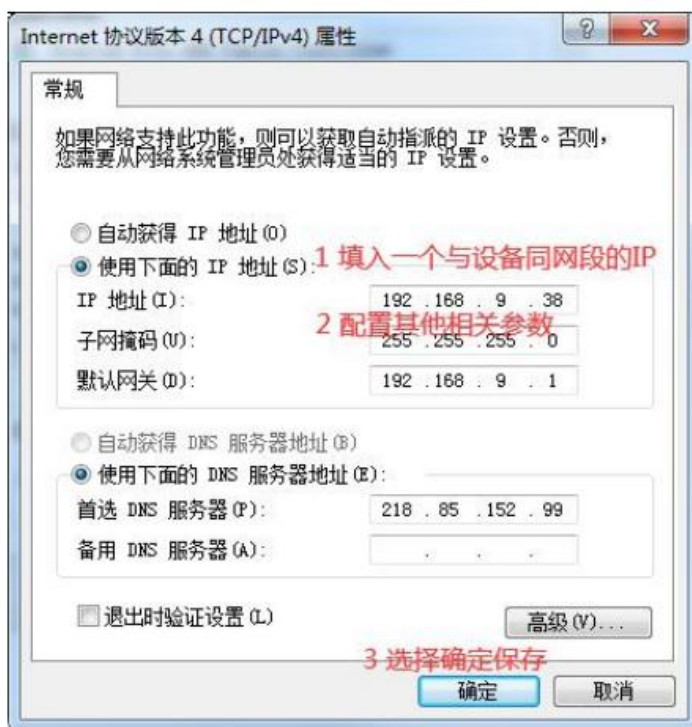 Internet 协议版本 4 (TCP/IPv4) 属性
常规
如果网络支持此功能，则可以获取自动指派的 IP 设置。否则，
您需要从网络系统管理员处获得适当的 IP 设置。
自动获得 IP 地址(O)
1 填入一个与设备同网段的IP
使用下面的 IP 地址(S):
IP 地址(I): 192 .168 . 9 . 38
2 配置其他相关参数
子网掩码(U): 255 .255 .255 . 0
默认网关(D): 192 .168 . 9 . 1
自动获得 DNS 服务器地址(B)
使用下面的 DNS 服务器地址(E):
首选 DNS 服务器(P): 218 . 85 .152 . 99
备用 DNS 服务器(A): . . .
退出时验证设置(L)
高级(V)...
3 选择确定保存
确定 取消